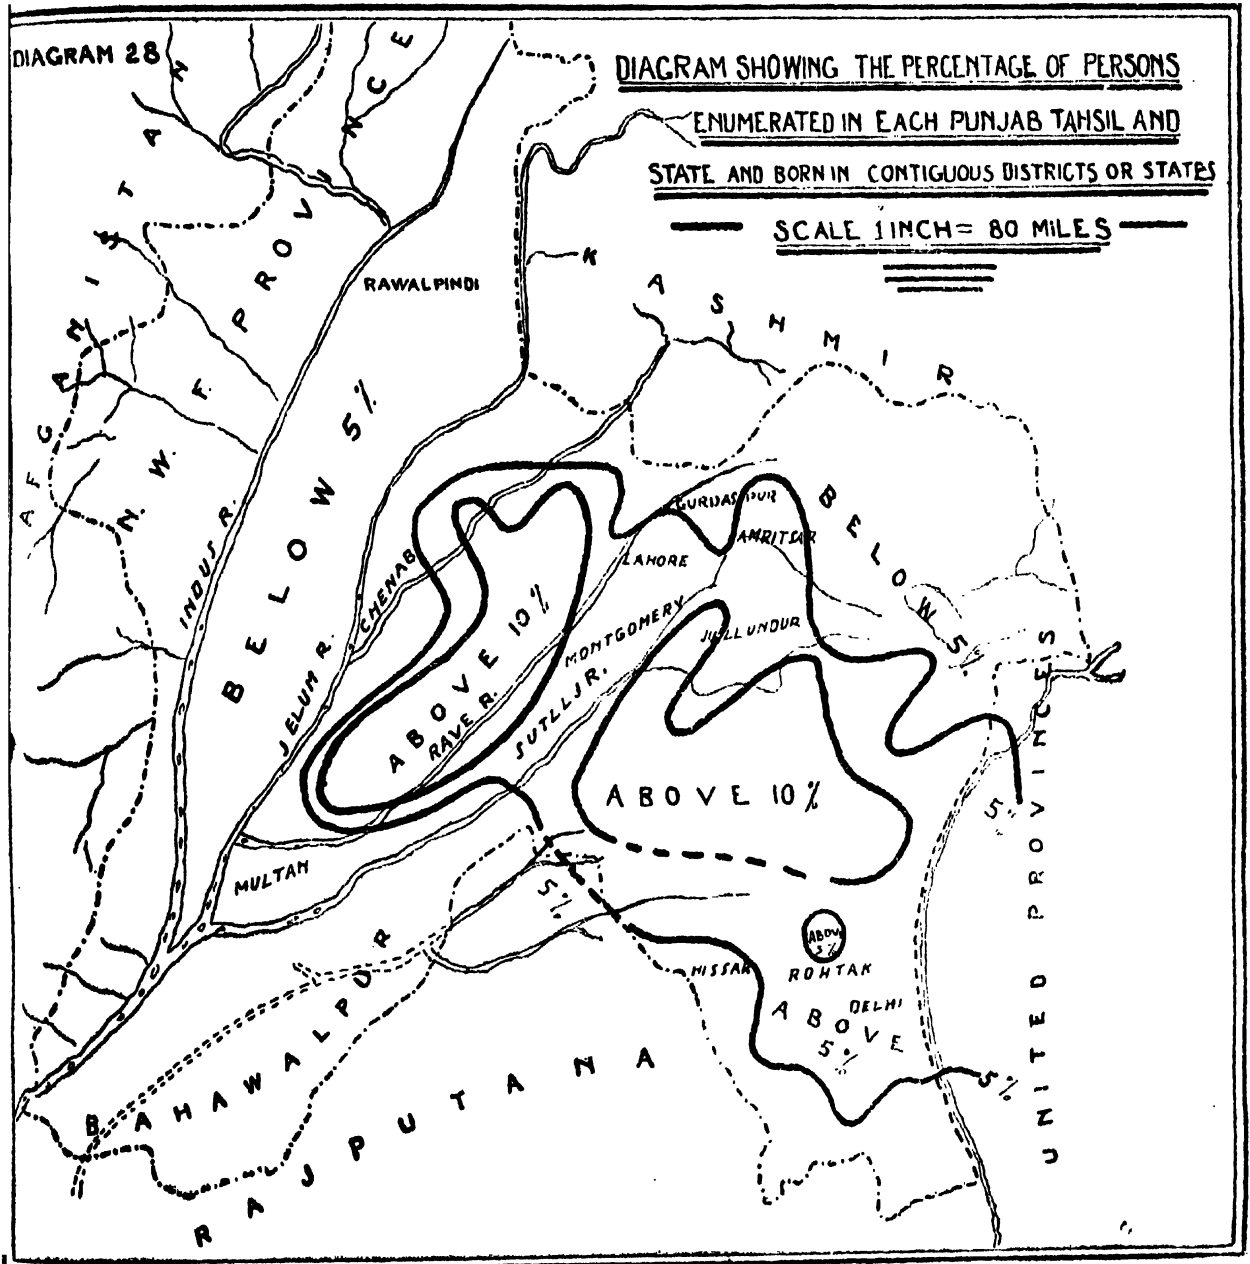 DIAGRAM 28
DIAGRAM SHOWING THE PERCENTAGE OF PERSONS
ENUMERATED IN EACH PUNJAB TAHSIL AND
STATE AND BORN IN CONTIGUOUS DISTRICTS OR STATES
SCALE 1 INCH = 80 MILES
AFGANISTAN
N. W. F. PROVINCE
KASHMIR
RAWALPINDI
BELOW 5%
INDUS R.
CHENAB
JELUM R.
ABOVE 10%
RAVE R.
MONTGOMERY
SUTLLJR.
GURDASPUR
AMRITSAR
LAHORE
JULLUNDUR
BELOW 5%
ABOVE 10%
5%
MULTAN
5%
HISSAR
ABOV
5%
ROHTAK
DELHI
ABOVE
5%
5%
BAHAWALPUR
RAJPUTANA
UNITED PROVINCES